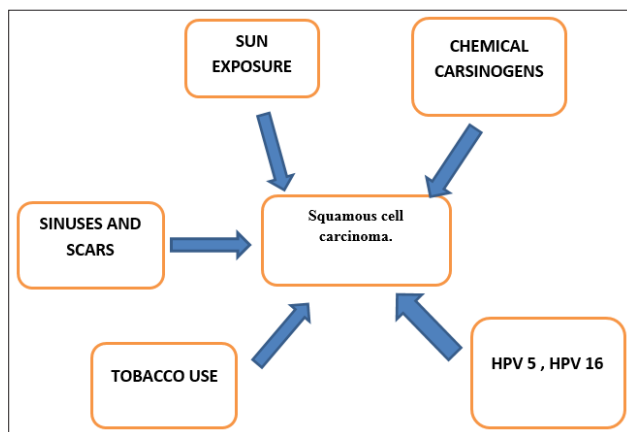 SUN
EXPOSURE
CHEMICAL
CARSINOGENS
SINUSES AND
SCARS
Squamous cell
carcinoma.
TOBACCO USE
HPV 5 , HPV 16